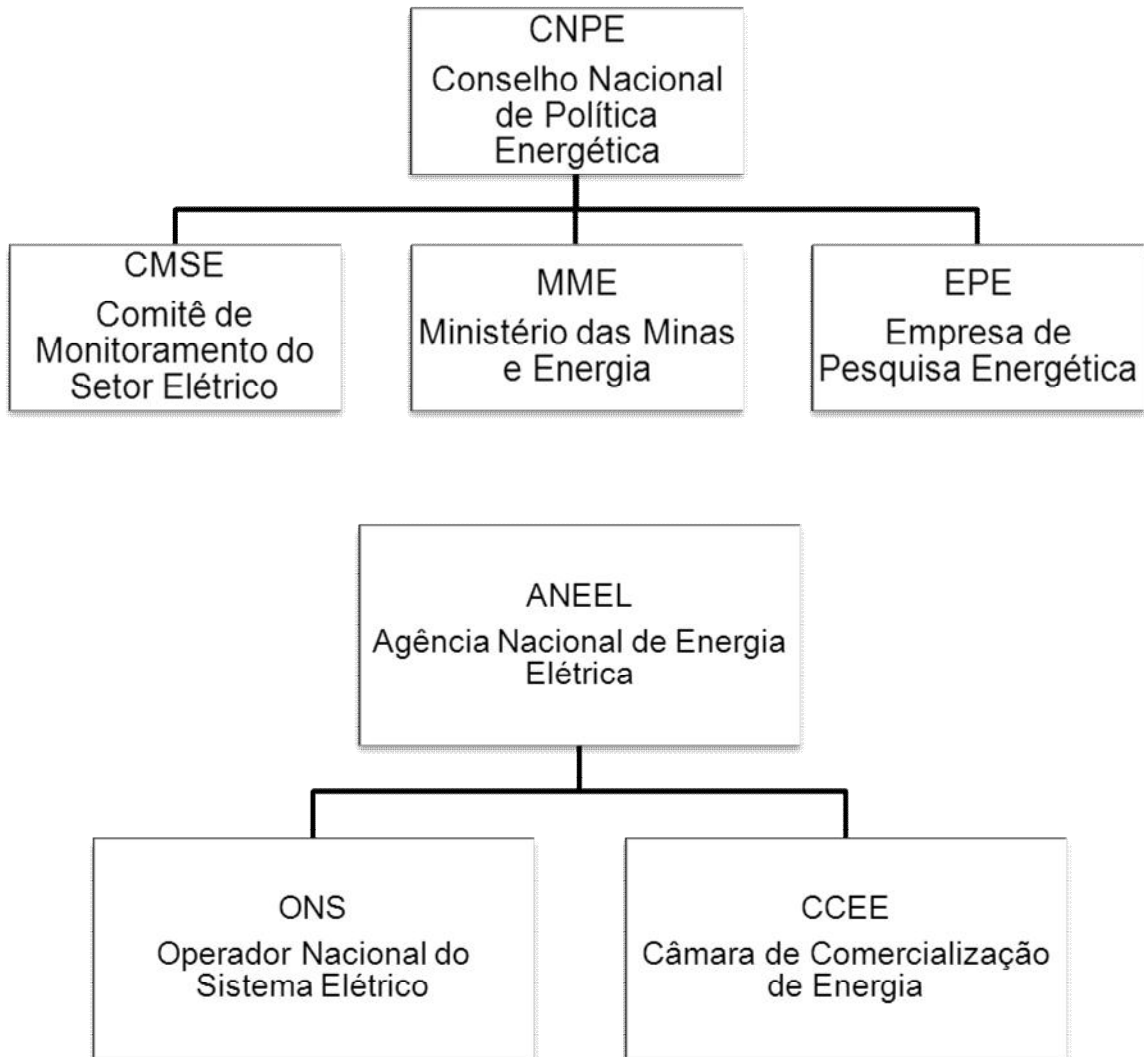 CNPE
Conselho Nacional
de Política
Energética
CMSE
Comitê de
Monitoramento do
Setor Elétrico
MME
Ministério das Minas
e Energia
EPE
Empresa de
Pesquisa Energética
ANEEL
Agência Nacional de Energia
Elétrica
ONS
Operador Nacional do
Sistema Elétrico
CCEE
Câmara de Comercialização
de Energia